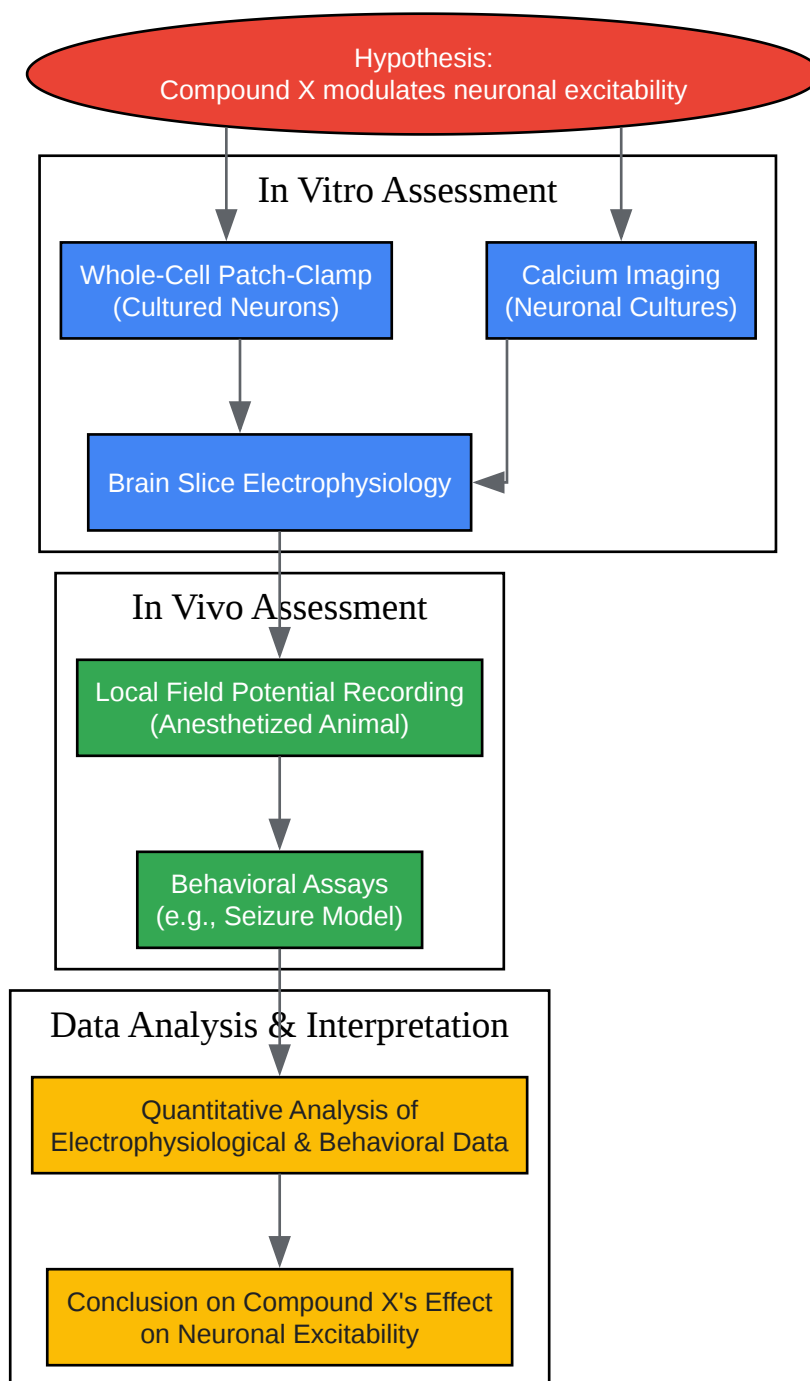 Hypothesis:
Compound X modulates neuronal excitability
In Vitro Assessment
Whole-Cell Patch-Clamp
(Cultured Neurons)
Calcium Imaging
(Neuronal Cultures)
Brain Slice Electrophysiology
In Vivo Assessment
Local Field Potential Recording
(Anesthetized Animal)
Behavioral Assays
(e.g., Seizure Model)
Data Analysis & Interpretation
Quantitative Analysis of
Electrophysiological & Behavioral Data
Conclusion on Compound X's Effect
on Neuronal Excitability